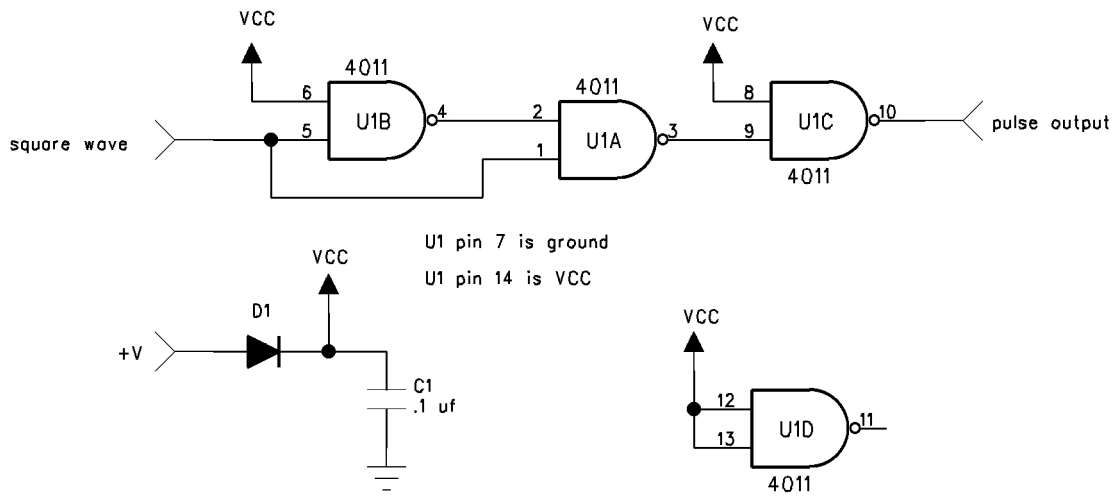 VCC
VCC
4011
4011
6
8
U1B
4
2
U1A
U1C
10
square wave
5
1
3
9
pulse output
4011
U1 pin 7 is ground
U1 pin 14 is VCC
VCC
D1
VCC
+V
C1
.1 uf
12
U1D
11
13
4011